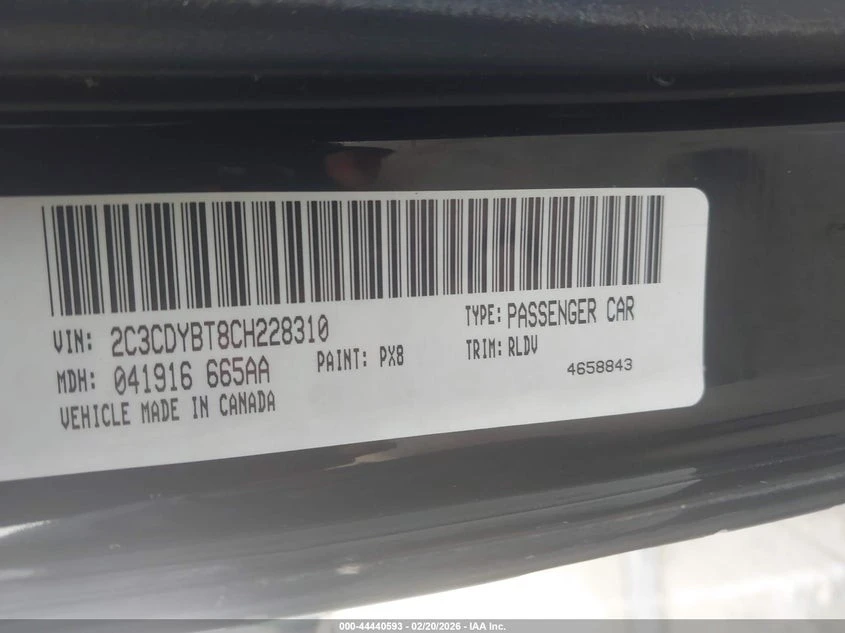 VIN: 2C3CDYBT8CH228310
TYPE: PASSENGER CAR
MDH: 041916 665AA
PAINT: PX8
TRIM: RLDV
VEHICLE MADE IN CANADA
4658843
000-44440593 - 02/20/2026 - IAA Inc.